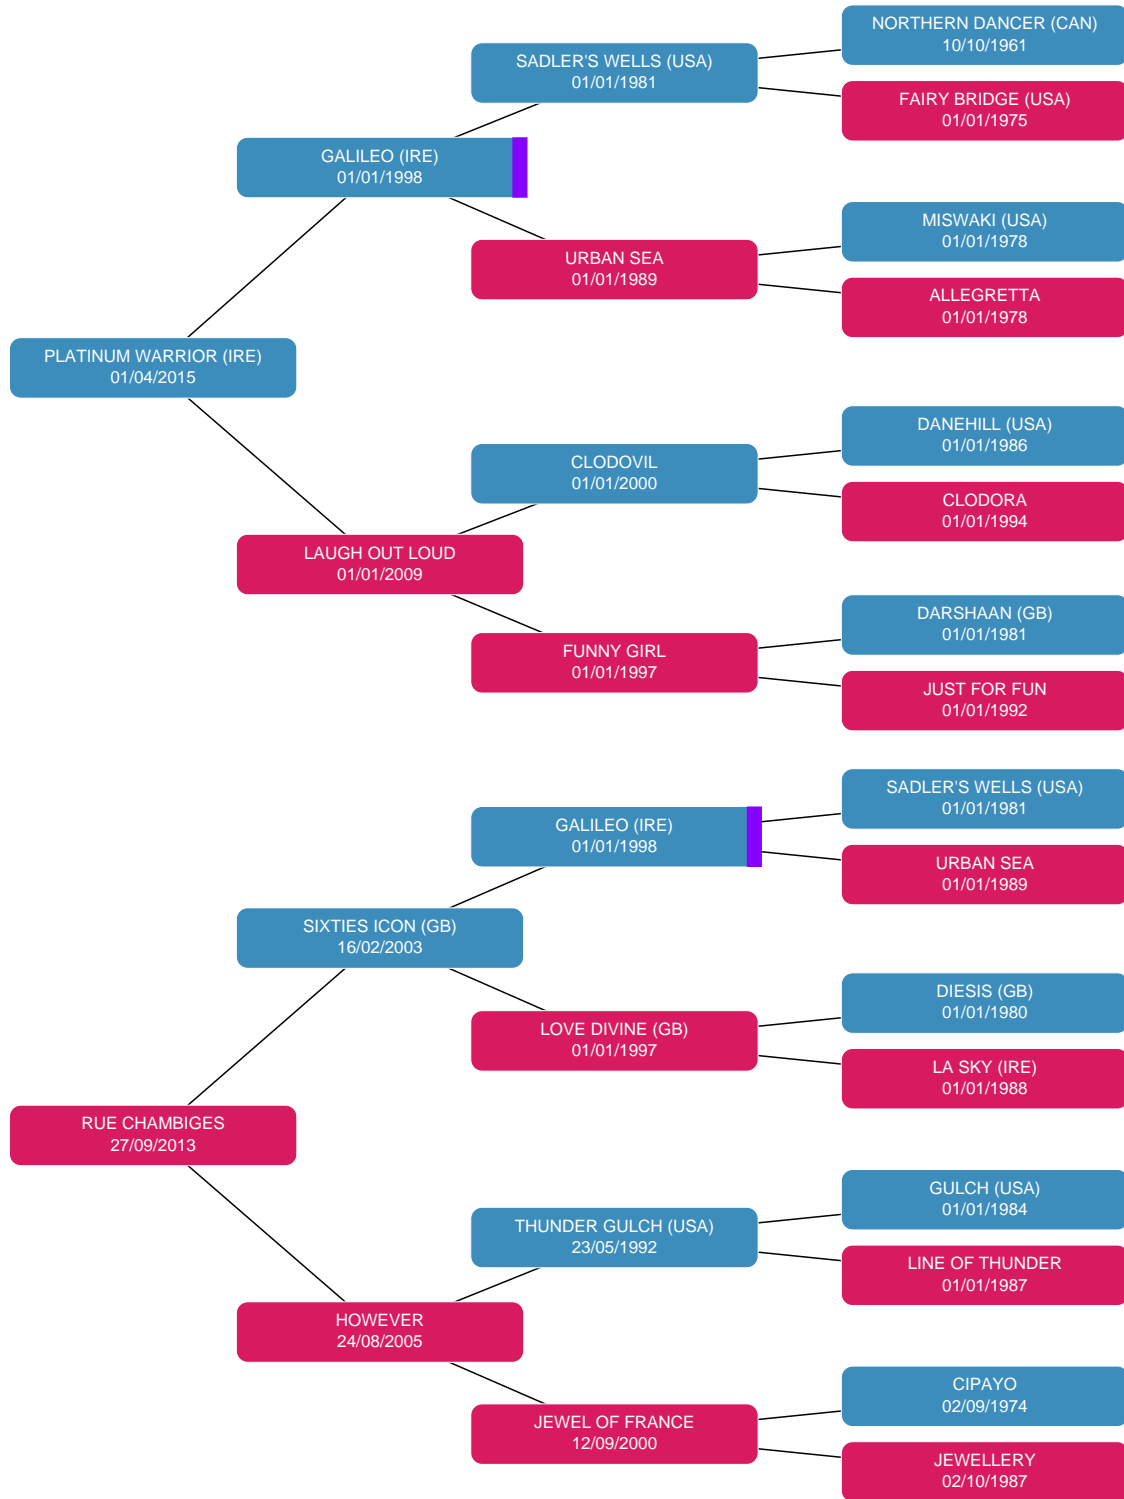 NORTHERN DANCER (CAN)
10/10/1961
SADLER'S WELLS (USA)
01/01/1981
FAIRY BRIDGE (USA)
01/01/1975
GALILEO (IRE)
01/01/1998
MISWAKI (USA)
01/01/1978
URBAN SEA
01/01/1989
ALLEGRETTA
01/01/1978
PLATINUM WARRIOR (IRE)
01/04/2015
DANEHILL (USA)
01/01/1986
CLODOVIL
01/01/2000
CLODORA
01/01/1994
LAUGH OUT LOUD
01/01/2009
DARSHAAN (GB)
01/01/1981
FUNNY GIRL
01/01/1997
JUST FOR FUN
01/01/1992
SADLER'S WELLS (USA)
01/01/1981
GALILEO (IRE)
01/01/1998
URBAN SEA
01/01/1989
SIXTIES ICON (GB)
16/02/2003
DIESIS (GB)
01/01/1980
LOVE DIVINE (GB)
01/01/1997
LA SKY (IRE)
01/01/1988
RUE CHAMBIGES
27/09/2013
GULCH (USA)
01/01/1984
THUNDER GULCH (USA)
23/05/1992
LINE OF THUNDER
01/01/1987
HOWEVER
24/08/2005
CIPAYO
02/09/1974
JEWEL OF FRANCE
12/09/2000
JEWELLERY
02/10/1987